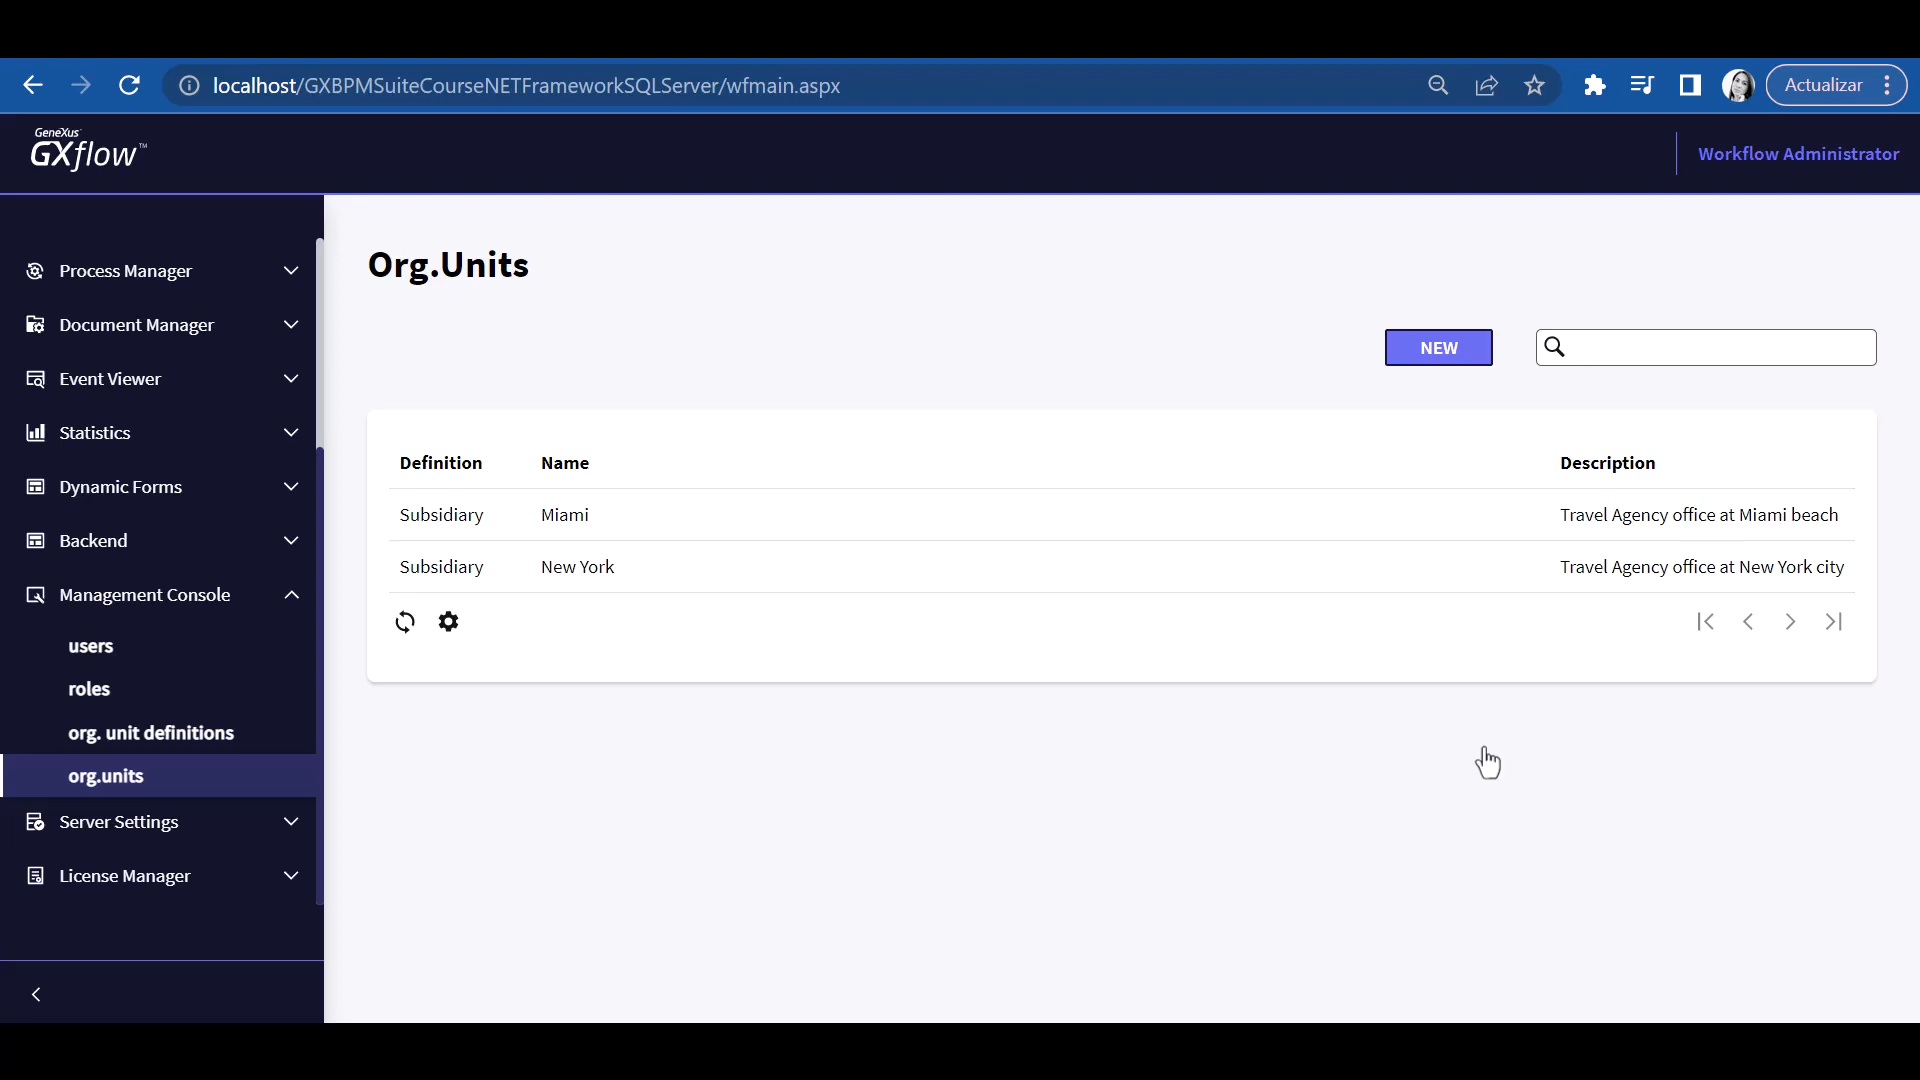 localhost/GXBPMSuiteCourseNETFrameworkSQLServer/wfmain.aspx
Actualizar
GeneXus™
GXflow™
Workflow Administrator
Process Manager
Document Manager
Event Viewer
Statistics
Dynamic Forms
Backend
Management Console
users
roles
org. unit definitions
org.units
Server Settings
License Manager
Org.Units
NEW
Definition Name Description
Subsidiary Miami Travel Agency office at Miami beach
Subsidiary New York Travel Agency office at New York city